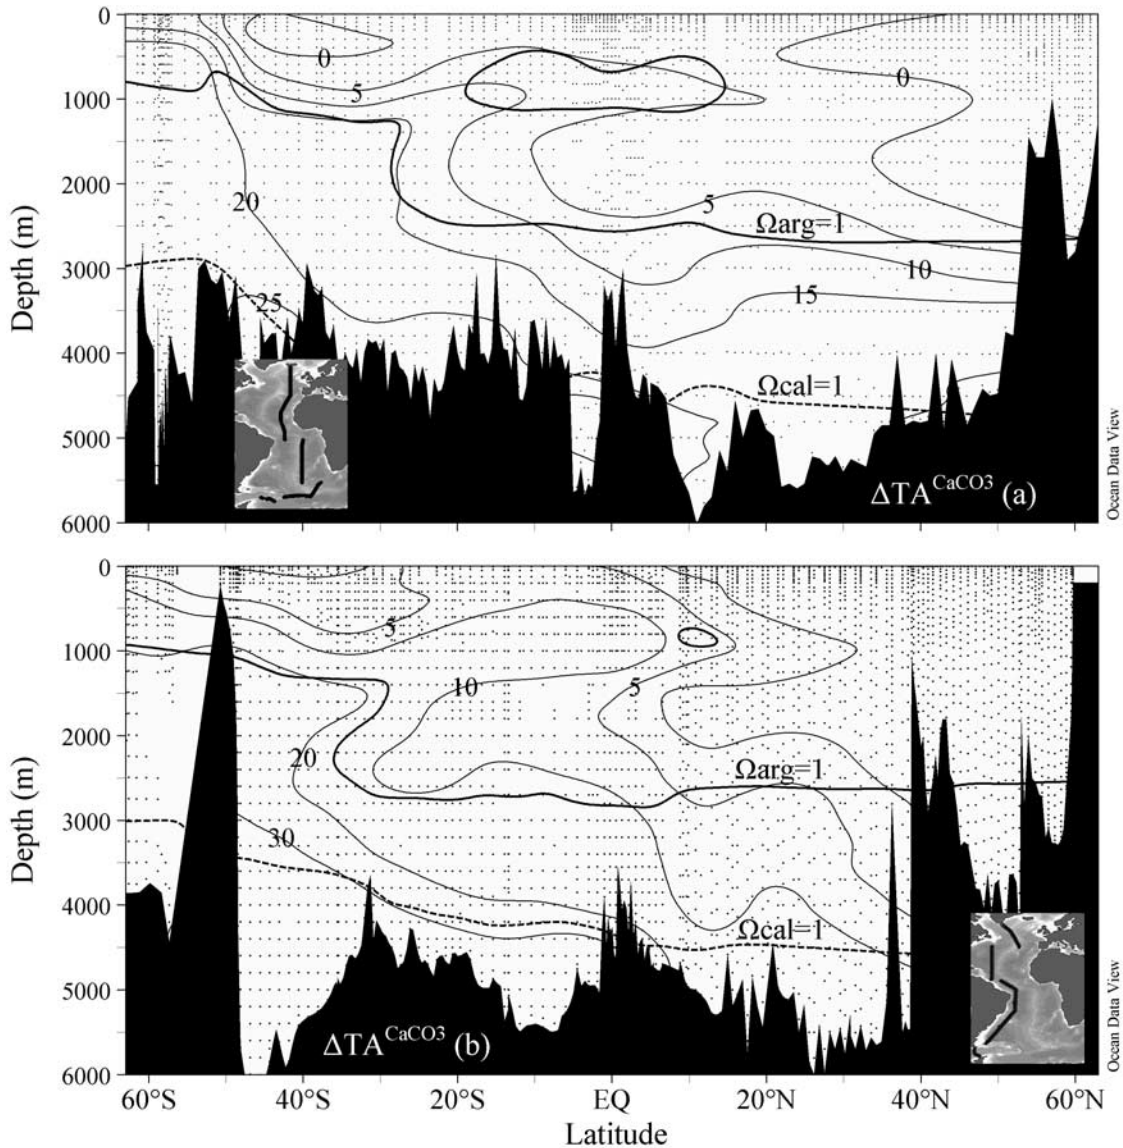 0
1000
2000
3000
4000
5000
6000
Depth (m)
0
5
0
20
5
Ωarg=1
10
15
25
Ωcal=1
ΔTA^CaCO3 (a)
Ocean Data View
0
1000
2000
3000
4000
5000
6000
Depth (m)
5
10
5
20
Ωarg=1
30
Ωcal=1
ΔTA^CaCO3 (b)
Ocean Data View
60°S 40°S 20°S EQ 20°N 40°N 60°N
Latitude